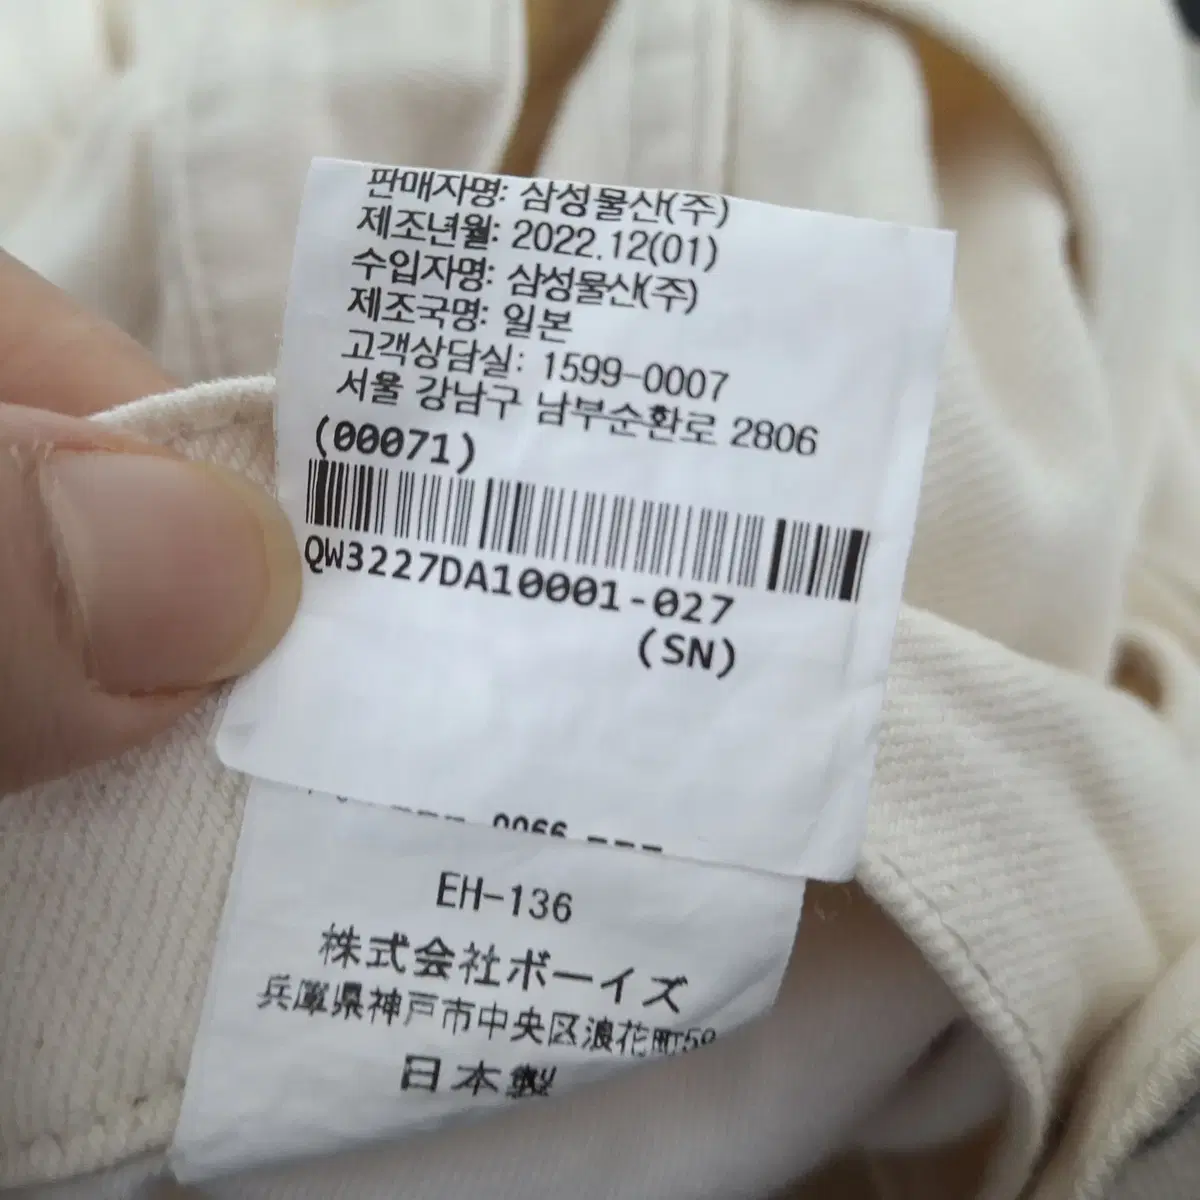 판매자명: 삼성물산(주)
제조년월: 2022.12(01)
수입자명: 삼성물산(주)
제조국명: 일본
고객상담실: 1599-0007
서울 강남구 남부순환로 2806
(00071)
QW3227DA10001-027
(SN)
EH-136
株式会社ボーイズ
兵庫県神戸市中央区浪花町59
日本製